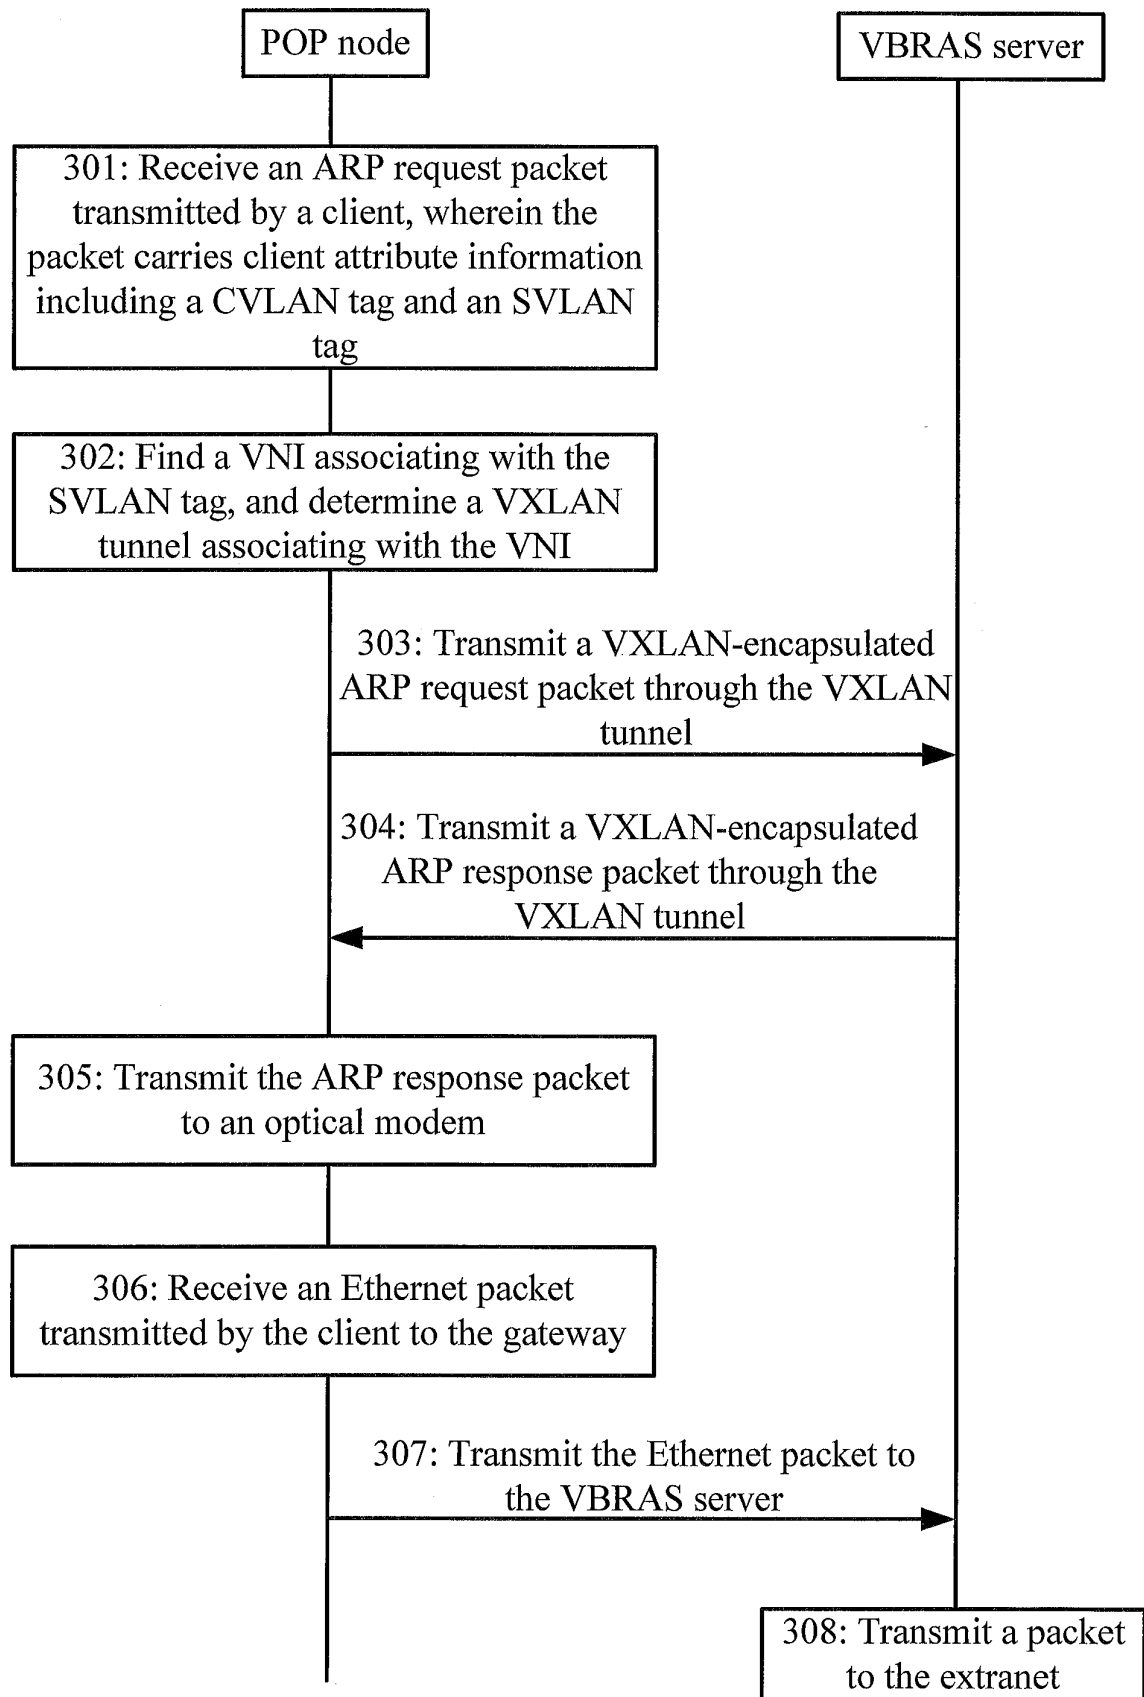 POP node
VBRAS server
301: Receive an ARP request packet
transmitted by a client, wherein the
packet carries client attribute information
including a CVLAN tag and an SVLAN
tag
302: Find a VNI associating with the
SVLAN tag, and determine a VXLAN
tunnel associating with the VNI
303: Transmit a VXLAN-encapsulated
ARP request packet through the VXLAN
tunnel
304: Transmit a VXLAN-encapsulated
ARP response packet through the
VXLAN tunnel
305: Transmit the ARP response packet
to an optical modem
306: Receive an Ethernet packet
transmitted by the client to the gateway
307: Transmit the Ethernet packet to
the VBRAS server
308: Transmit a packet
to the extranet